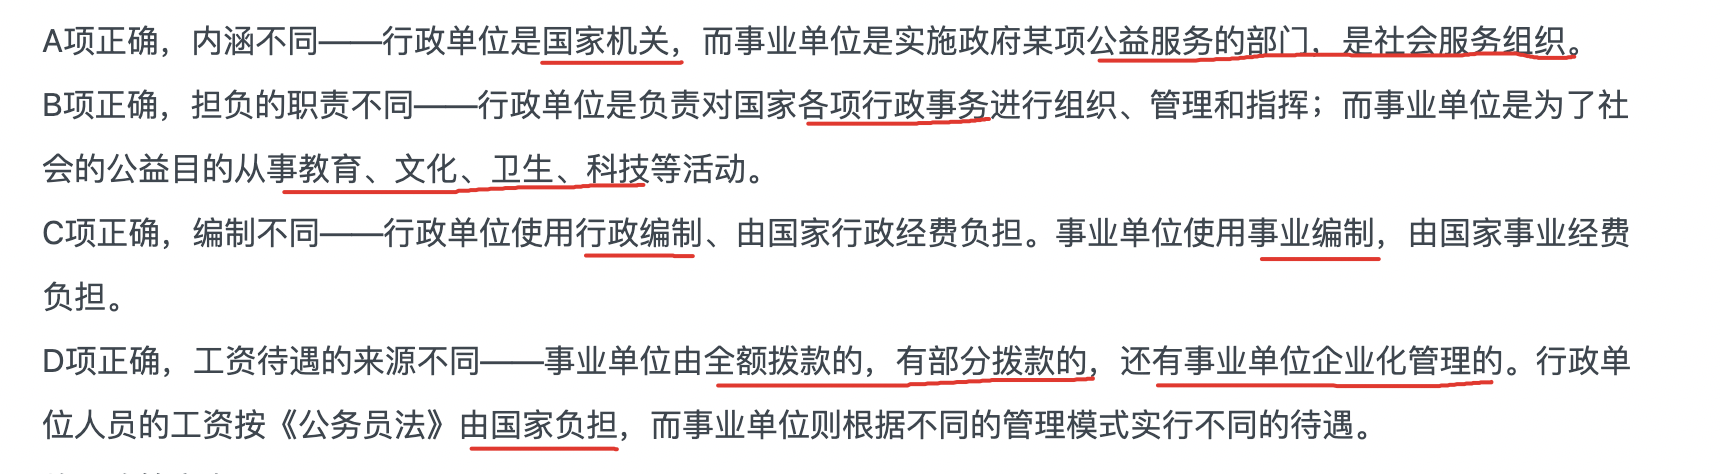 A项正确，内涵不同——行政单位是国家机关，而事业单位是实施政府某项公益服务的部门，是社会服务组织。
B项正确，担负的职责不同——行政单位是负责对国家各项行政事务进行组织、管理和指挥；而事业单位是为了社
会的公益目的从事教育、文化、卫生、科技等活动。
C项正确，编制不同——行政单位使用行政编制、由国家行政经费负担。事业单位使用事业编制，由国家事业经费
负担。
D项正确，工资待遇的来源不同——事业单位由全额拨款的，有部分拨款的，还有事业单位企业化管理的。行政单
位人员的工资按《公务员法》由国家负担，而事业单位则根据不同的管理模式实行不同的待遇。